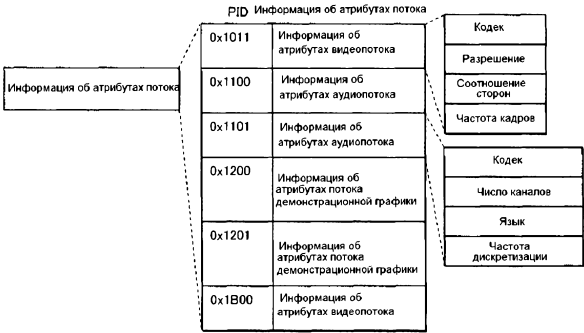 PID Информация об атрибутах потока
Информация об атрибутах потока
0x1011 Информация об
атрибутах видеопотока
0x1100 Информация об
атрибутах аудиопотока
0x1101 Информация об
атрибутах аудиопотока
0x1200 Информация об
атрибутах потока
демонстрационной графики
0x1201 Информация об
атрибутах потока
демонстрационной графики
0x1B00 Информация об
атрибутах видеопотока
Кодек
Разрешение
Соотношение
сторон
Частота кадров
Кодек
Число каналов
Язык
Частота
дискретизации